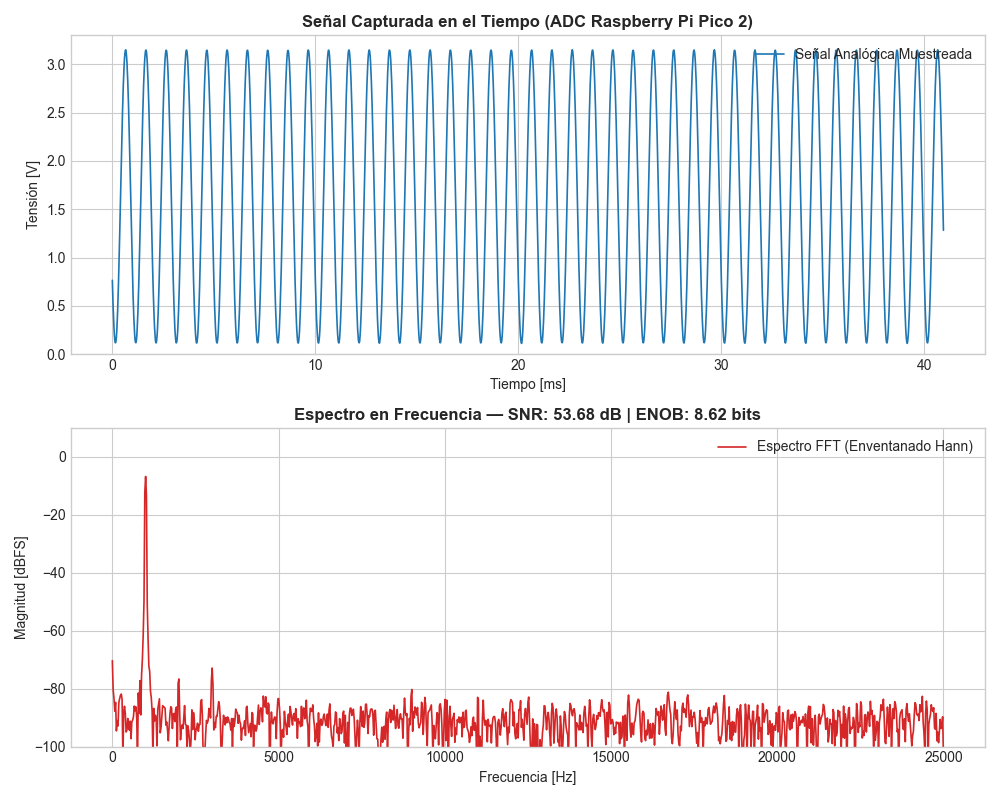 Señal Capturada en el Tiempo (ADC Raspberry Pi Pico 2)
Señal Analógica Muestreada
Tensión [V]
3.0
2.5
2.0
1.5
1.0
0.5
0.0
0 10 20 30 40
Tiempo [ms]
Espectro en Frecuencia — SNR: 53.68 dB | ENOB: 8.62 bits
Espectro FFT (Enventanado Hann)
Magnitud [dBFS]
0
−20
−40
−60
−80
−100
0 5000 10000 15000 20000 25000
Frecuencia [Hz]